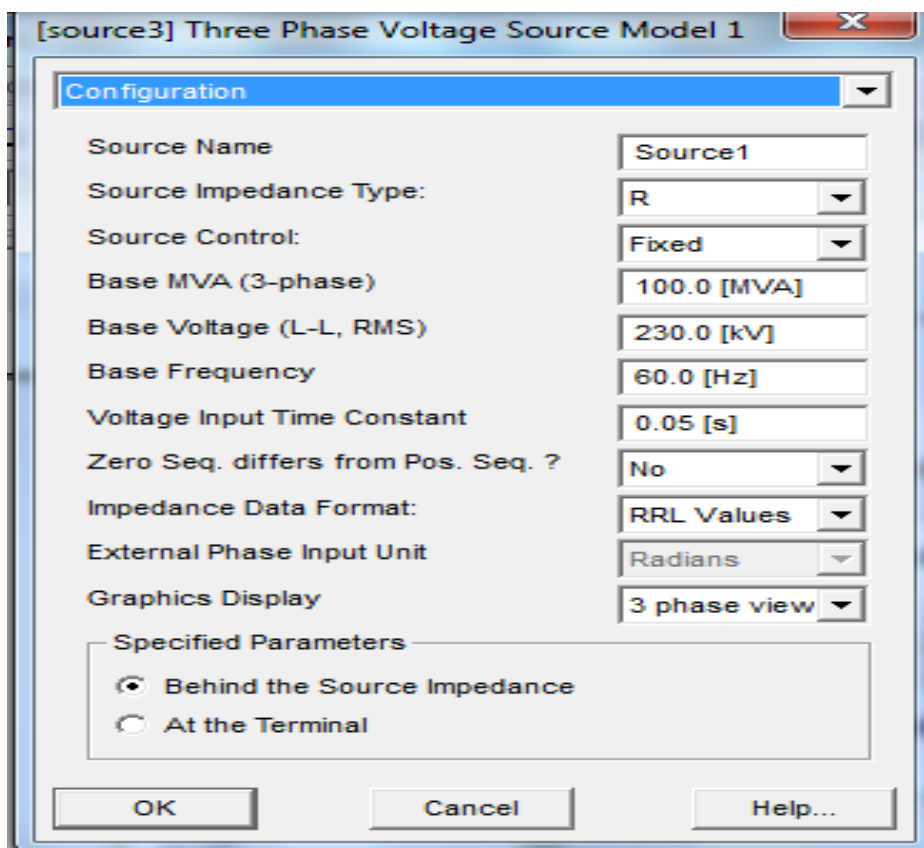 [source3] Three Phase Voltage Source Model 1
Configuration
Source Name Source1
Source Impedance Type: R
Source Control: Fixed
Base MVA (3-phase) 100.0 [MVA]
Base Voltage (L-L, RMS) 230.0 [kV]
Base Frequency 60.0 [Hz]
Voltage Input Time Constant 0.05 [s]
Zero Seq. differs from Pos. Seq. ? No
Impedance Data Format: RRL Values
External Phase Input Unit Radians
Graphics Display 3 phase view
Specified Parameters
Behind the Source Impedance
At the Terminal
OK Cancel Help...